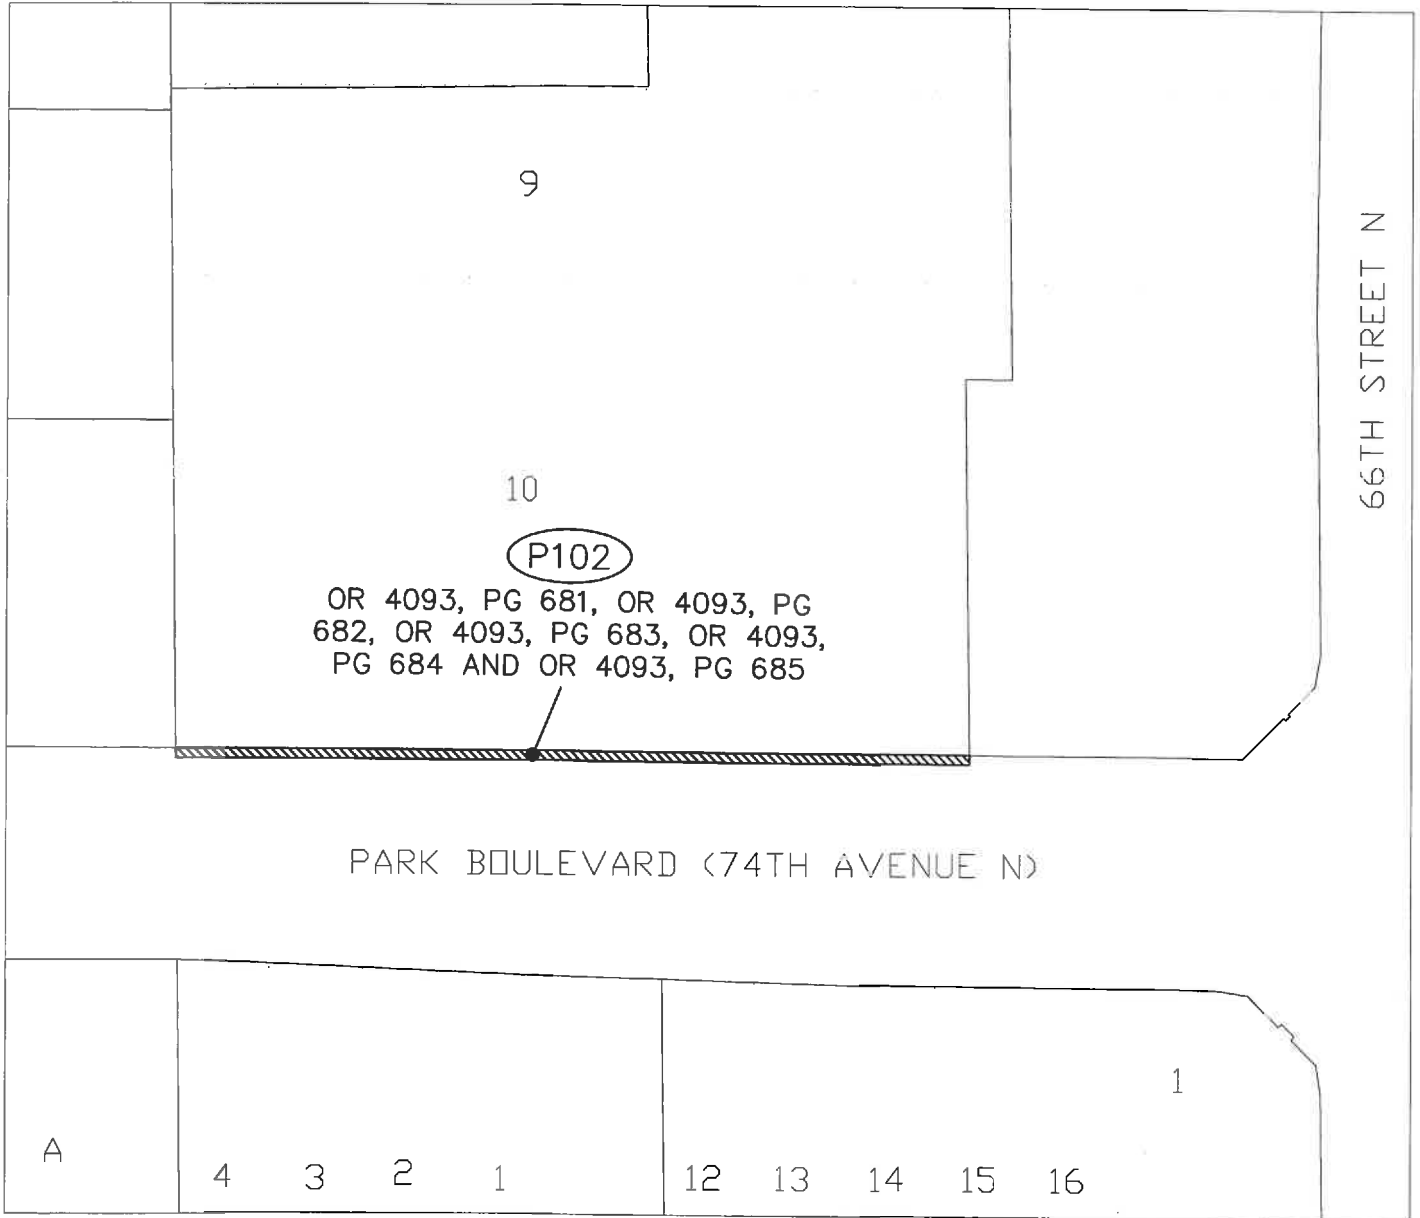 9
66TH STREET N
10
P102
OR 4093, PG 681, OR 4093, PG
682, OR 4093, PG 683, OR 4093,
PG 684 AND OR 4093, PG 685
PARK BOULEVARD (74TH AVENUE N)
1
A
4 3 2 1 12 13 14 15 16